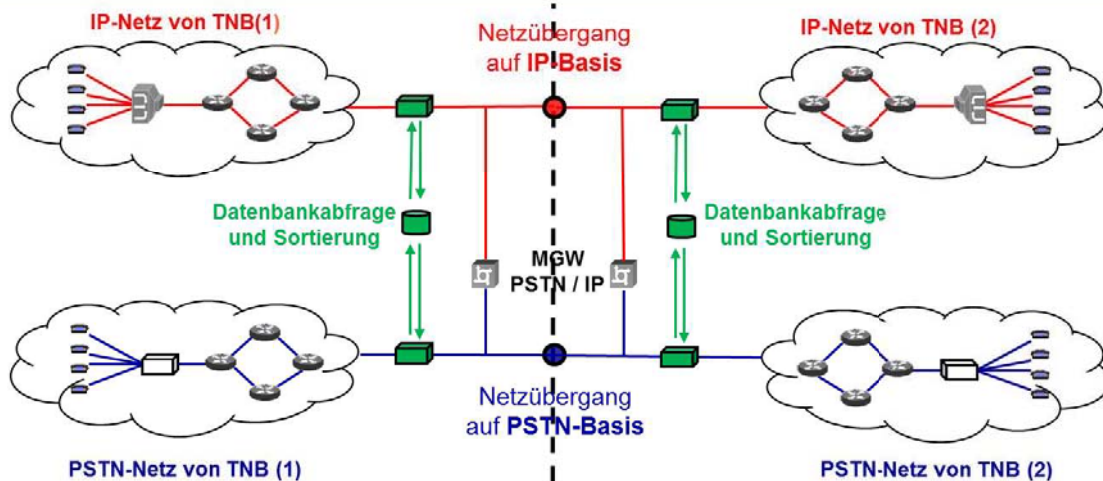 IP-Netz von TNB(1)
Netzübergang
auf IP-Basis
IP-Netz von TNB (2)
Datenbankabfrage
und Sortierung
MGW
PSTN / IP
Datenbankabfrage
und Sortierung
Netzübergang
auf PSTN-Basis
PSTN-Netz von TNB (1)
PSTN-Netz von TNB (2)